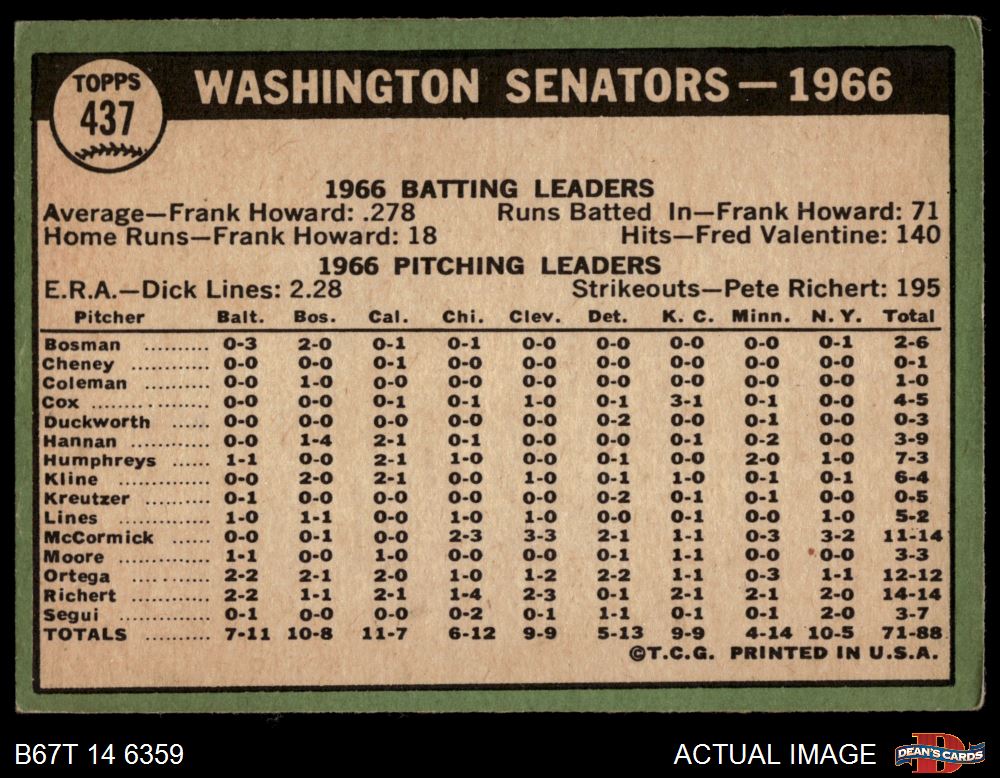 TOPPS
437
WASHINGTON SENATORS — 1966
1966 BATTING LEADERS
Average—Frank Howard: .278 Runs Batted In—Frank Howard: 71
Home Runs—Frank Howard: 18 Hits—Fred Valentine: 140
1966 PITCHING LEADERS
E.R.A.—Dick Lines: 2.28 Strikeouts—Pete Richert: 195
Pitcher Balt. Bos. Cal. Chi. Clev. Det. K. C. Minn. N. Y. Total
Bosman .......... 0-3 2-0 0-1 0-1 0-0 0-0 0-0 0-0 0-1 2-6
Cheney ............ 0-0 0-0 0-1 0-0 0-0 0-0 0-0 0-0 0-0 0-1
Coleman .......... 0-0 1-0 0-0 0-0 0-0 0-0 0-0 0-0 0-0 1-0
Cox .................. 0-0 0-0 0-1 0-1 1-0 0-1 3-1 0-1 0-0 4-5
Duckworth ...... 0-0 0-0 0-0 0-0 0-0 0-2 0-0 0-1 0-0 0-3
Hannan ............ 0-0 1-4 2-1 0-1 0-0 0-0 0-1 0-2 0-0 3-9
Humphreys ...... 1-1 0-0 2-1 1-0 0-0 0-1 0-0 2-0 1-0 7-3
Kline ................ 0-0 2-0 2-1 0-0 1-0 0-1 1-0 0-1 0-1 6-4
Kreutzer .......... 0-1 0-0 0-0 0-0 0-0 0-2 0-1 0-1 0-0 0-5
Lines .............. 1-0 1-1 0-0 1-0 1-0 0-0 0-1 0-0 1-0 5-2
McCormick ...... 0-0 0-1 0-0 2-3 3-3 2-1 1-1 0-3 3-2 11-14
Moore .............. 1-1 0-0 1-0 0-0 0-0 0-1 1-1 0-0 0-0 3-3
Ortega ............ 2-2 2-1 2-0 1-0 1-2 2-2 1-1 0-3 1-1 12-12
Richert ............ 2-2 1-1 2-1 1-4 2-3 0-1 2-1 2-1 2-0 14-14
Segui .............. 0-1 0-0 0-0 0-2 0-1 1-1 0-1 0-1 2-0 3-7
TOTALS .......... 7-11 10-8 11-7 6-12 9-9 5-13 9-9 4-14 10-5 71-88
©T.C.G. PRINTED IN U.S.A.
B67T 14 6359 ACTUAL IMAGE DEAN'S CARDS